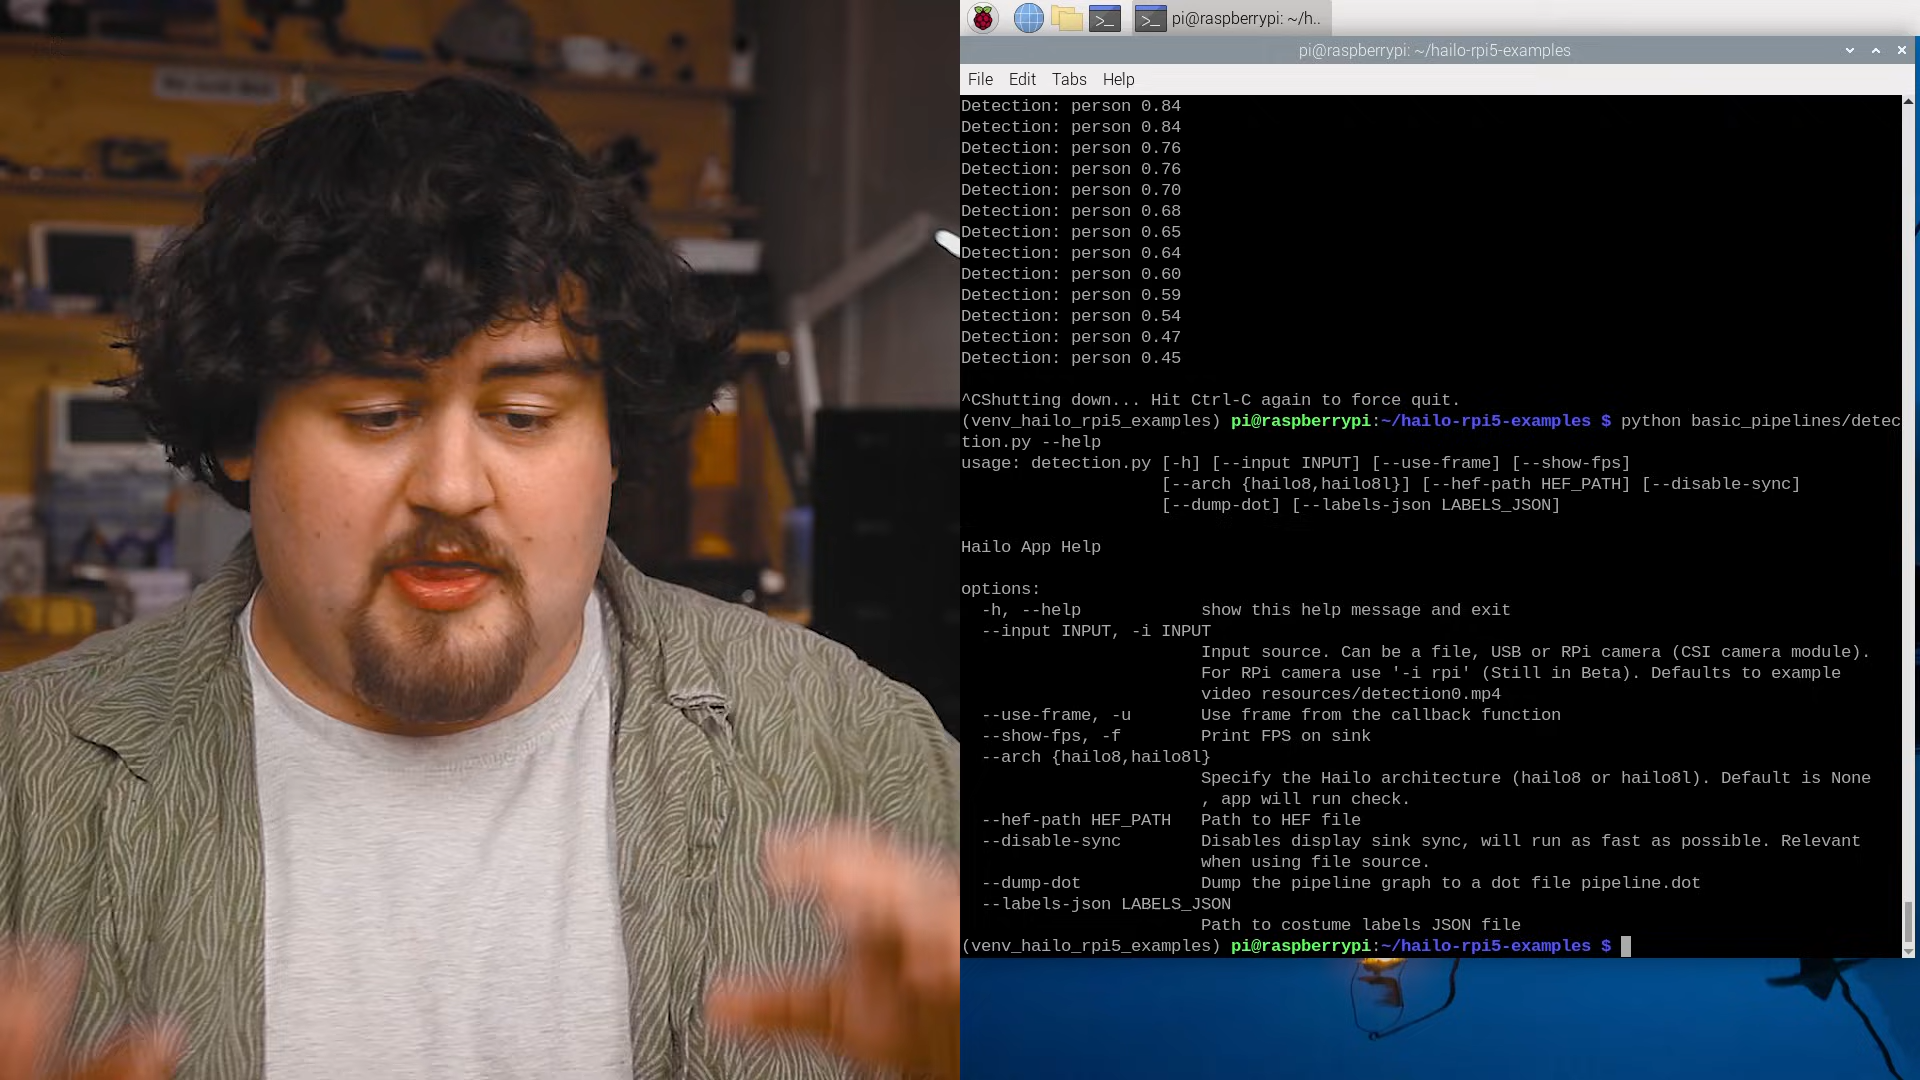 pi@raspberrypi: ~/h..
pi@raspberrypi: ~/hailo-rpi5-examples
File Edit Tabs Help
Detection: person 0.84
Detection: person 0.84
Detection: person 0.76
Detection: person 0.76
Detection: person 0.70
Detection: person 0.68
Detection: person 0.65
Detection: person 0.64
Detection: person 0.60
Detection: person 0.59
Detection: person 0.54
Detection: person 0.47
Detection: person 0.45
^CShutting down... Hit Ctrl-C again to force quit.
(venv_hailo_rpi5_examples) pi@raspberrypi:~/hailo-rpi5-examples $ python basic_pipelines/detec
tion.py --help
usage: detection.py [-h] [--input INPUT] [--use-frame] [--show-fps]
[--arch {hailo8,hailo8l}] [--hef-path HEF_PATH] [--disable-sync]
[--dump-dot] [--labels-json LABELS_JSON]
Hailo App Help
options:
-h, --help show this help message and exit
--input INPUT, -i INPUT
Input source. Can be a file, USB or RPi camera (CSI camera module).
For RPi camera use '-i rpi' (Still in Beta). Defaults to example
video resources/detection0.mp4
--use-frame, -u Use frame from the callback function
--show-fps, -f Print FPS on sink
--arch {hailo8,hailo8l}
Specify the Hailo architecture (hailo8 or hailo8l). Default is None
, app will run check.
--hef-path HEF_PATH Path to HEF file
--disable-sync Disables display sink sync, will run as fast as possible. Relevant
when using file source.
--dump-dot Dump the pipeline graph to a dot file pipeline.dot
--labels-json LABELS_JSON
Path to costume labels JSON file
(venv_hailo_rpi5_examples) pi@raspberrypi:~/hailo-rpi5-examples $